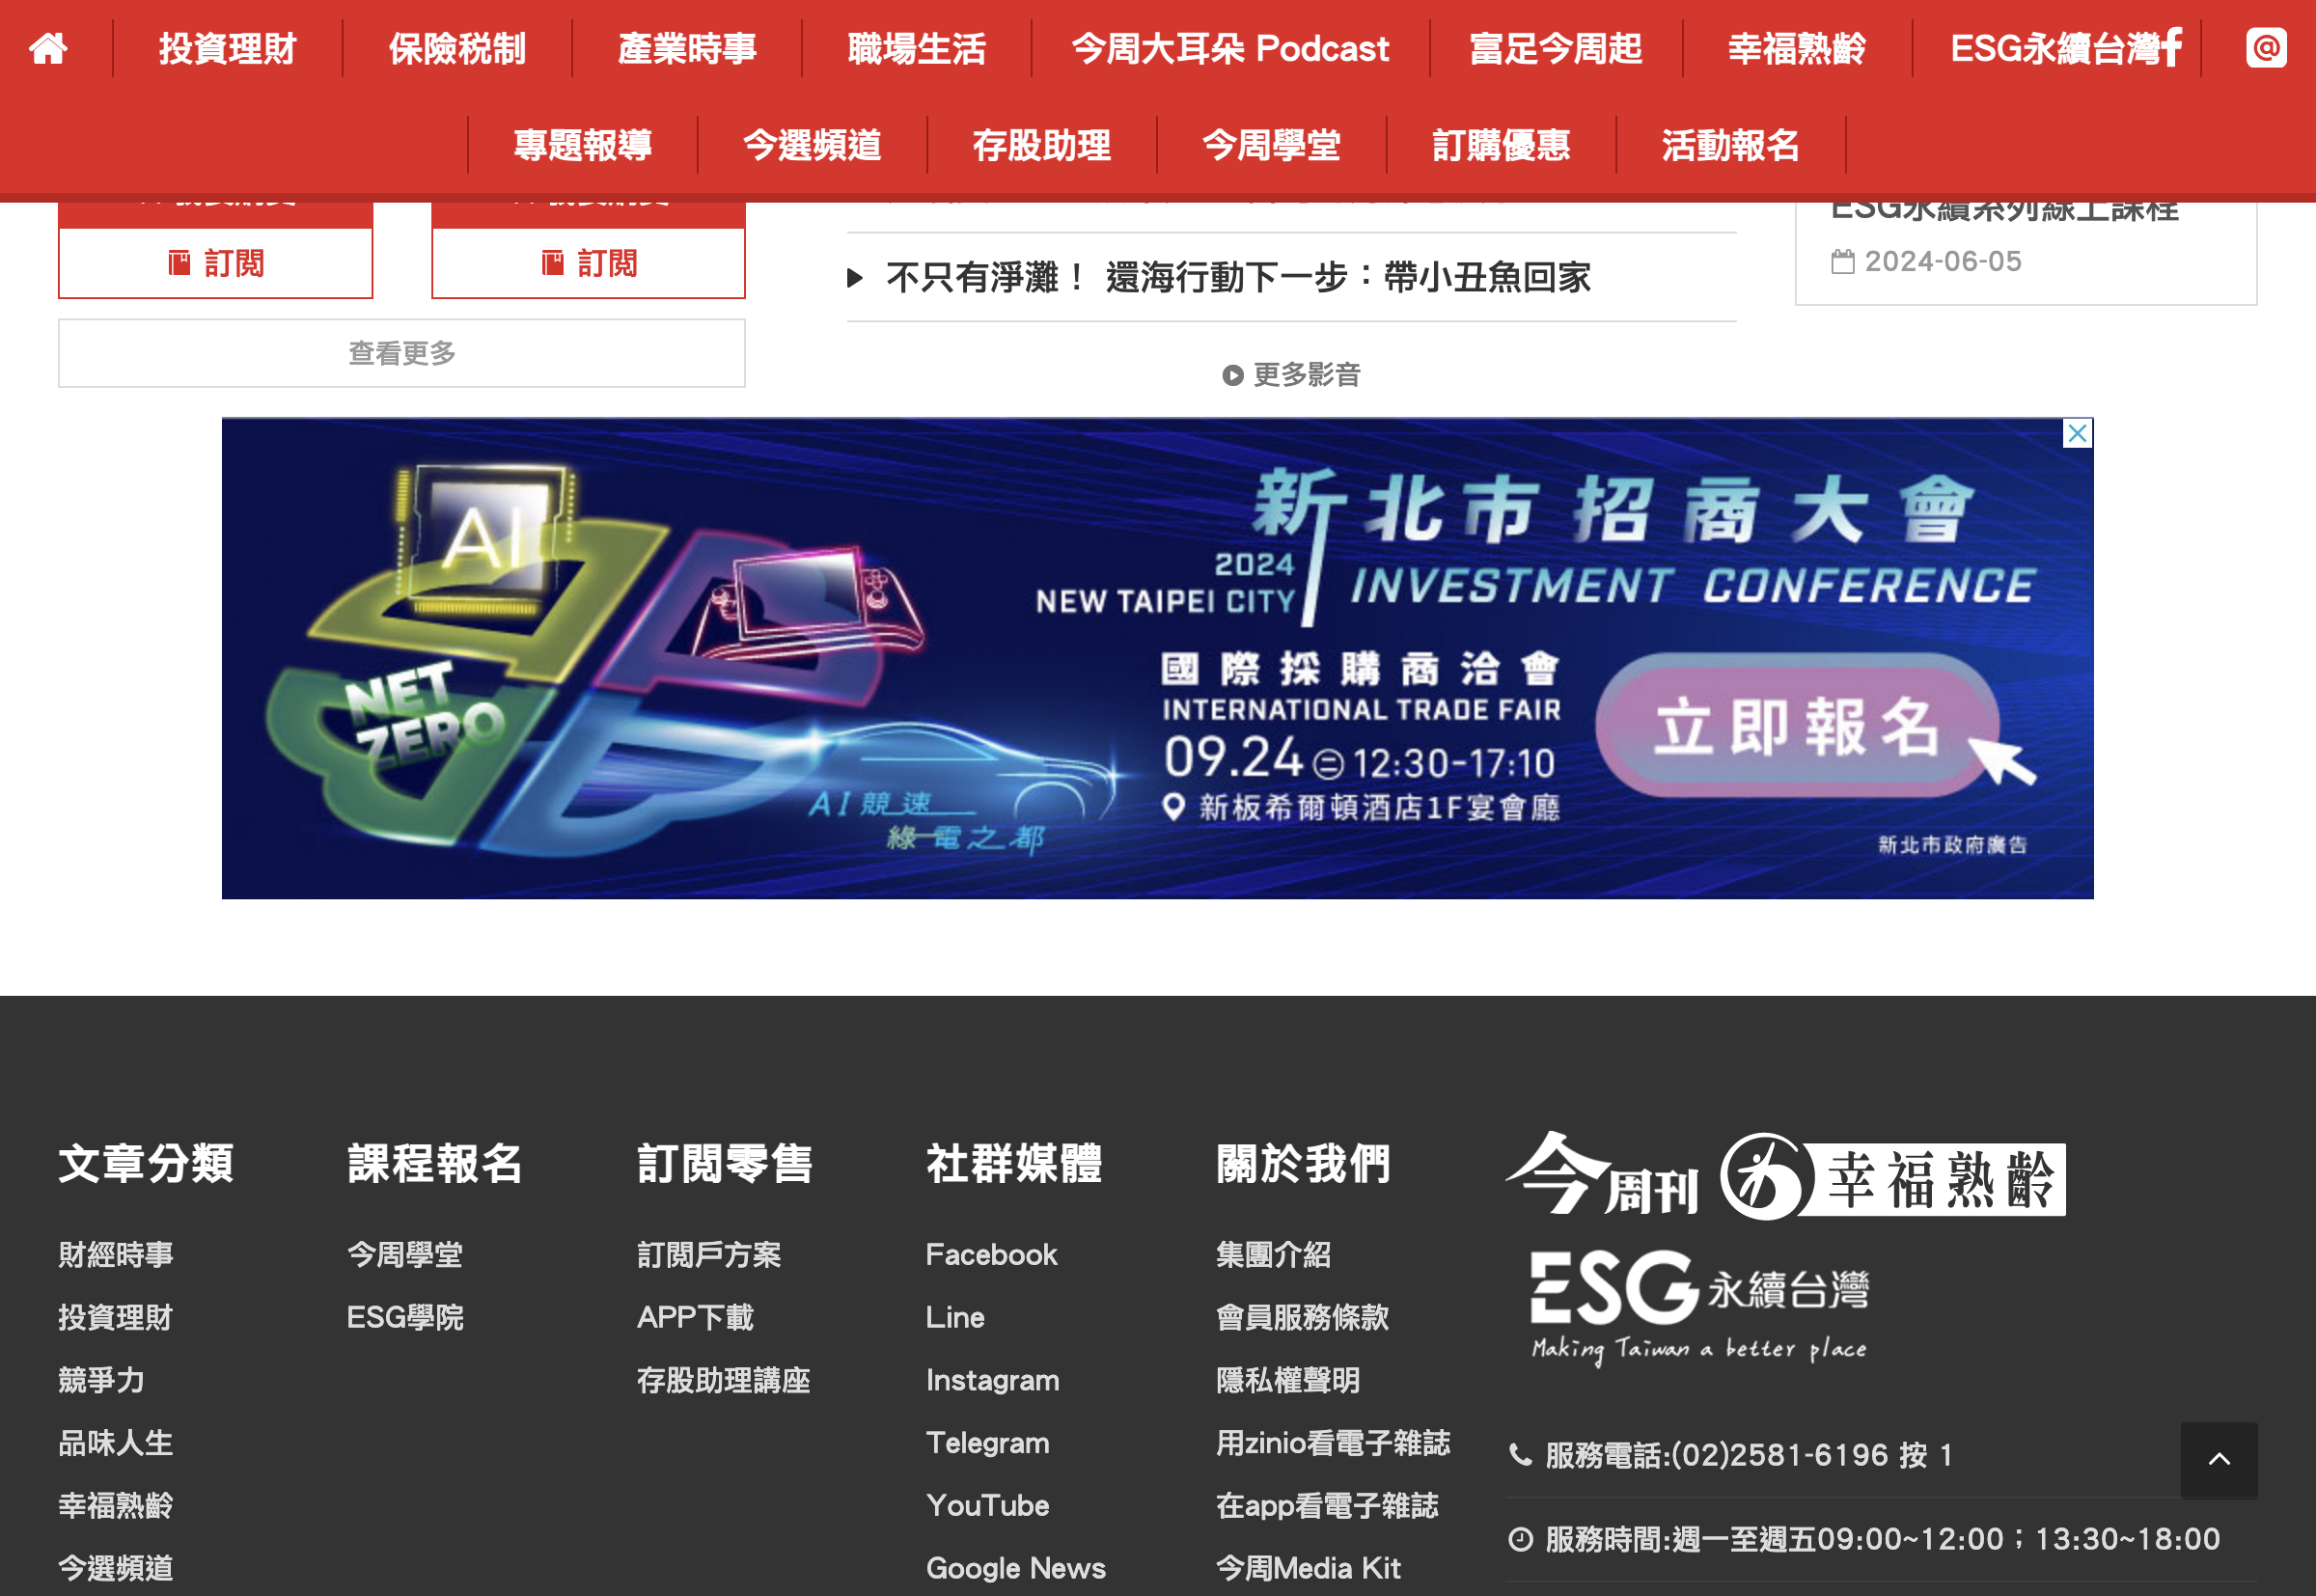 投資理財
保險稅制
產業時事
職場生活
今周大耳朵 Podcast
富足今周起
幸福熟齡
ESG永續台灣
專題報導
今選頻道
存股助理
今周學堂
訂購優惠
活動報名
訂閱
訂閱
查看更多
不只有淨灘！ 還海行動下一步：帶小丑魚回家
更多影音
ESG永續系列線上課程
2024-06-05
AI
NET
ZERO
AI 競速
綠電之都
新北市招商大會
2024
NEW TAIPEI CITY
INVESTMENT CONFERENCE
國際採購商洽會
INTERNATIONAL TRADE FAIR
09.24 ㊁ 12:30-17:10
新板希爾頓酒店1F宴會廳
立即報名
新北市政府廣告
文章分類
財經時事
投資理財
競爭力
品味人生
幸福熟齡
今選頻道
課程報名
今周學堂
ESG學院
訂閱零售
訂閱戶方案
APP下載
存股助理講座
社群媒體
Facebook
Line
Instagram
Telegram
YouTube
Google News
關於我們
集團介紹
會員服務條款
隱私權聲明
用zinio看電子雜誌
在app看電子雜誌
今周Media Kit
今周刊
幸福熟齡
ESG永續台灣
Making Taiwan a better place
服務電話:(02)2581-6196 按 1
服務時間:週一至週五09:00~12:00；13:30~18:00